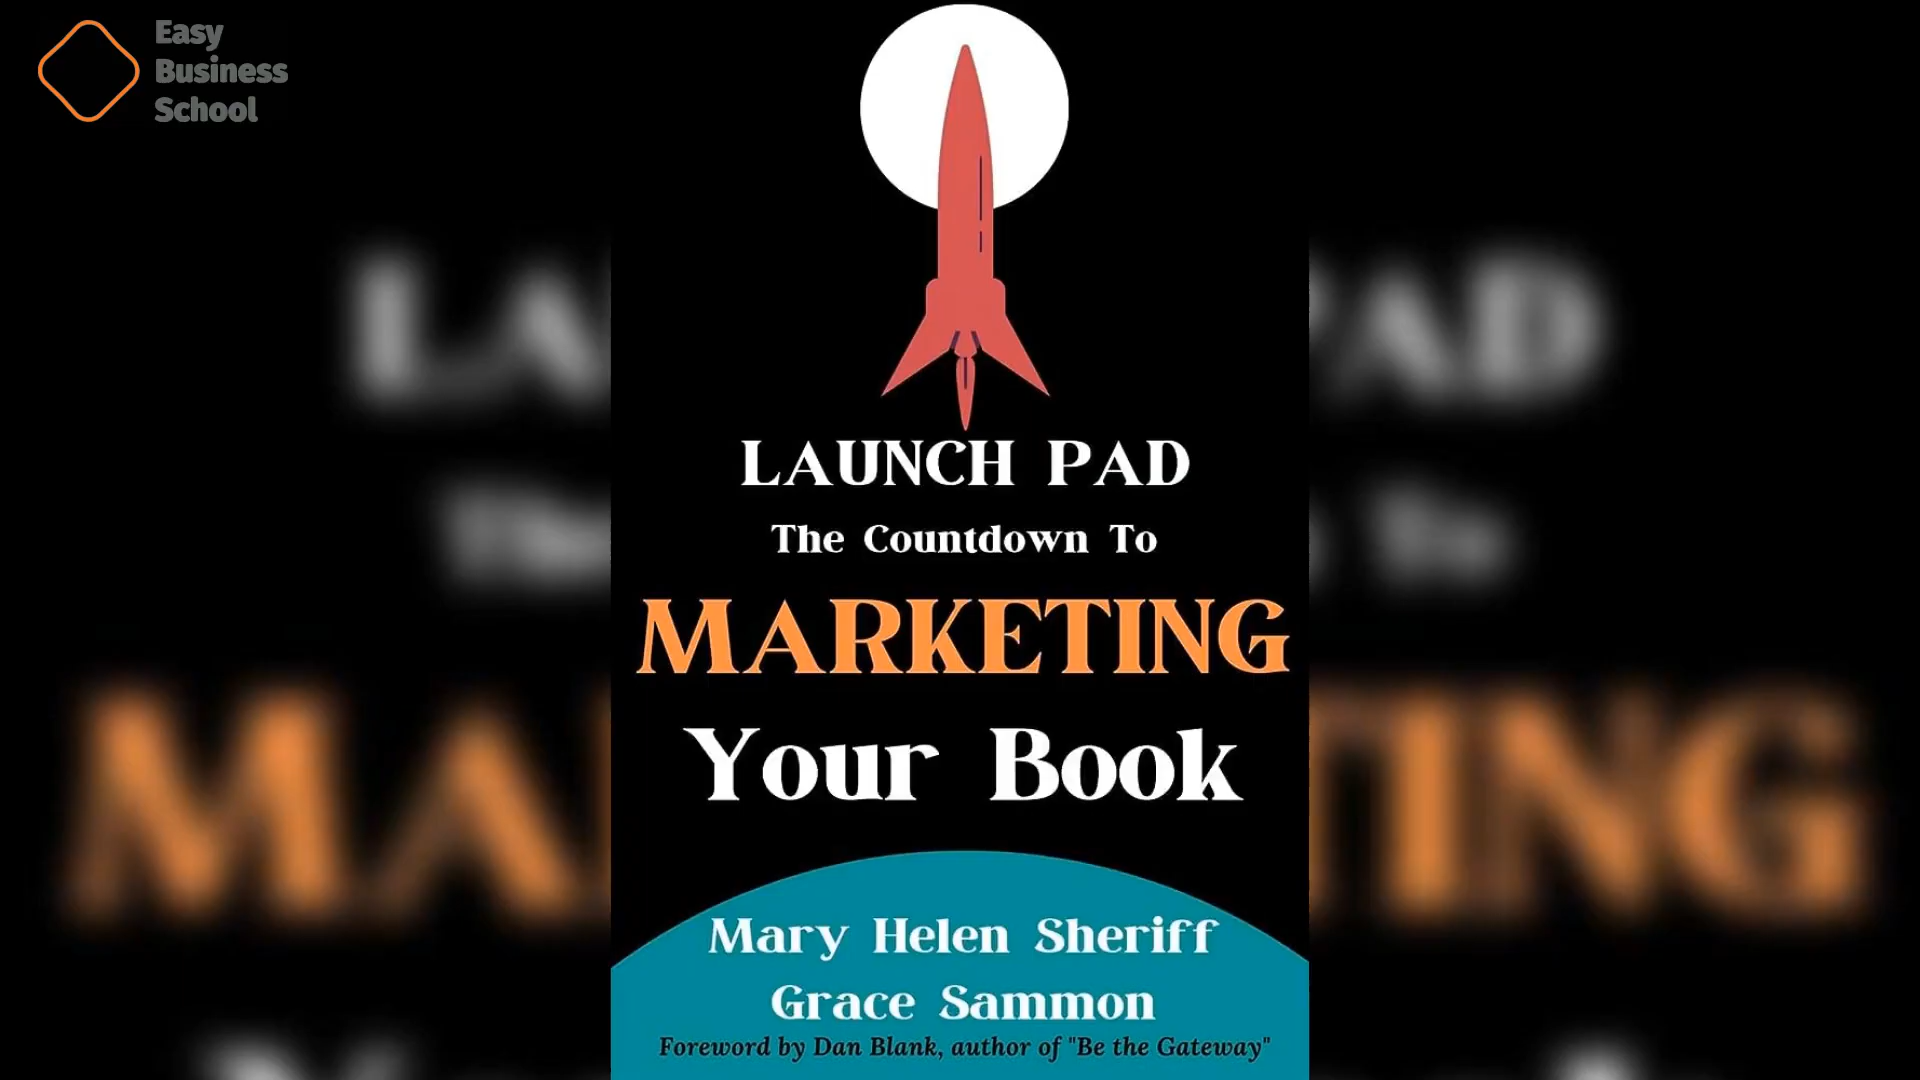 Easy
Business
School
LAUNCH PAD
The Countdown To
MARKETING
Your Book
Mary Helen Sheriff
Grace Sammon
Foreword by Dan Blank, author of "Be the Gateway"